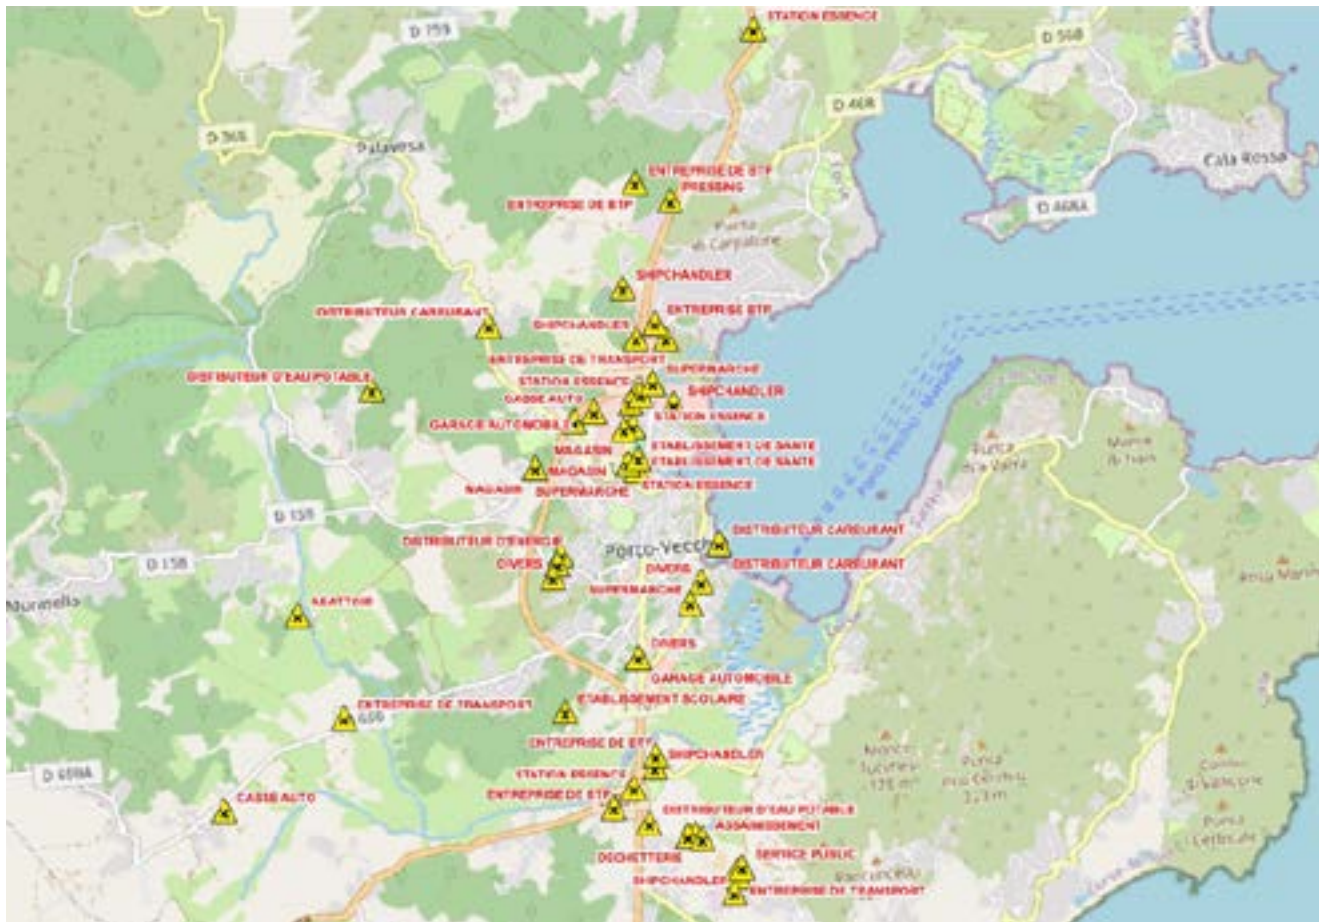 STATION ESSENCE
D 759
D 568
D 468
D 368
Palavesa
Cala Rossa
ENTREPRISE DE BTP
PRESSING
ENTREPRISE DE BTP
D 468A
Punta
di Carpalone
SHIPCHANDLER
DISTRIBUTEUR CARBURANT
SHIPCHANDLER
ENTREPRISE BTP
ENTREPRISE DE TRANSPORT
SUPERMARCHE
DISTIBUTEUR D'EAU POTABLE
STATION ESSENCE
SHIPCHANDLER
CASSE AUTO
STATION ESSENCE
GARAGE AUTOMOBILE
ETABLISSEMENT DE SANTE
MAGASIN
ETABLISSEMENT DE SANTE
MAGASIN
MAGASIN
SUPERMARCHE
STATION ESSENCE
D 159
DISTRIBUTEUR CARBURANT
DISTRIBUTEUR D'ENERGIE
D 158
DIVERS
DIVERS
DISTRIBUTEUR CARBURANT
SUPERMARCHE
ABATTOIR
DIVERS
GARAGE AUTOMOBILE
ETABLISSEMENT SCOLAIRE
ENTREPRISE DE TRANSPORT
ENTREPRISE DE BTP
SHIPCHANDLER
STATION ESSENCE
D 659A
ENTREPRISE DE BTP
CASSE AUTO
DISTRIBUTEUR D'EAU POTABLE
ASSAINISSEMENT
DECHETTERIE
SERVICE PUBLIC
SHIPCHANDLER
ENTREPRISE DE TRANSPORT